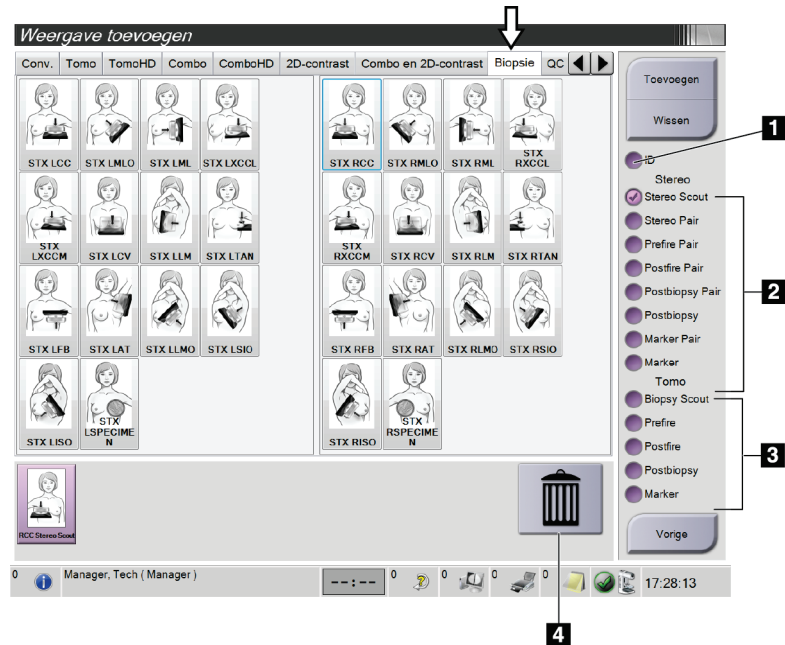 Weergave toevoegen
Conv. Tomo TomoHD Combo ComboHD 2D-contrast Combo en 2D-contrast Biopsie QC
STX LCC STX LMLO STX LML STX LXCCL
STX RCC STX RMLO STX RML STX RXCCL
STX LXCCM STX LCV STX LLM STX LTAN
STX RXCCM STX RCV STX RLM STX RTAN
STX LFB STX LAT STX LLMO STX LSIO
STX RFB STX RAT STX RLMO STX RSIO
STX LISO STX LSPECIMEN
STX RISO STX RSPECIMEN
Toevoegen
Wissen
ID
Stereo
Stereo Scout
Stereo Pair
Prefire Pair
Postfire Pair
Postbiopsy Pair
Postbiopsy
Marker Pair
Marker
Tomo
Biopsy Scout
Prefire
Postfire
Postbiopsy
Marker
Vorige
1
2
3
4
RCC Stereo Scout
0 Manager, Tech ( Manager ) --:-- 0 0 0 0 17:28:13